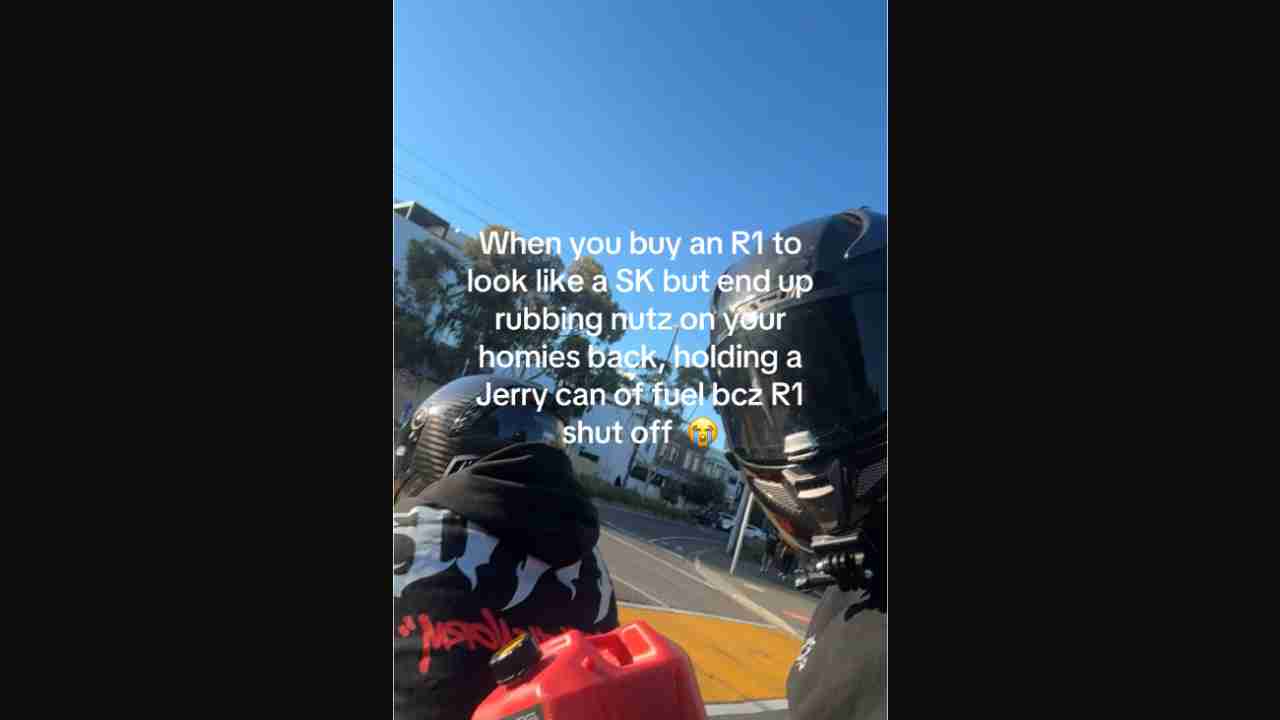 When you buy an R1 to
look like a SK but end up
rubbing nutz on your
homies back, holding a
Jerry can of fuel bcz R1
shut off 😭